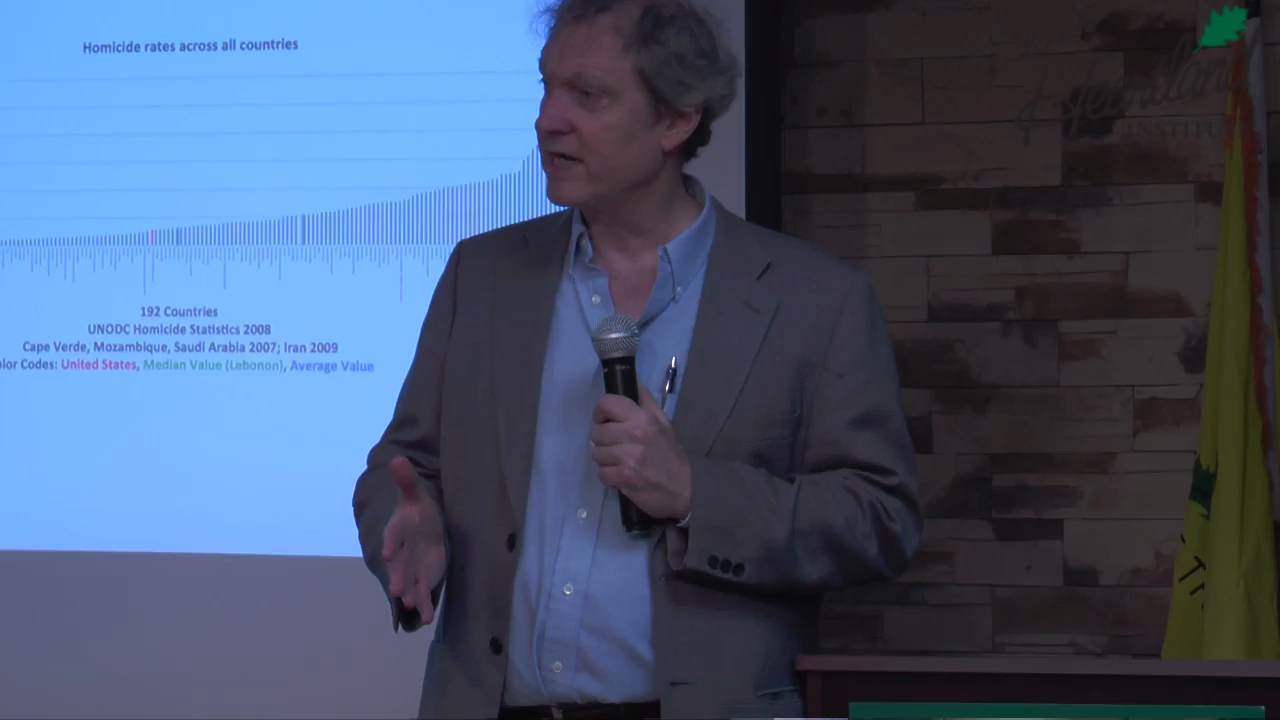 Homicide rates across all countries
192 Countries
UNODC Homicide Statistics 2008
Cape Verde, Mozambique, Saudi Arabia 2007; Iran 2009
Codes: United States, Median Value (Lebonon), Average Value